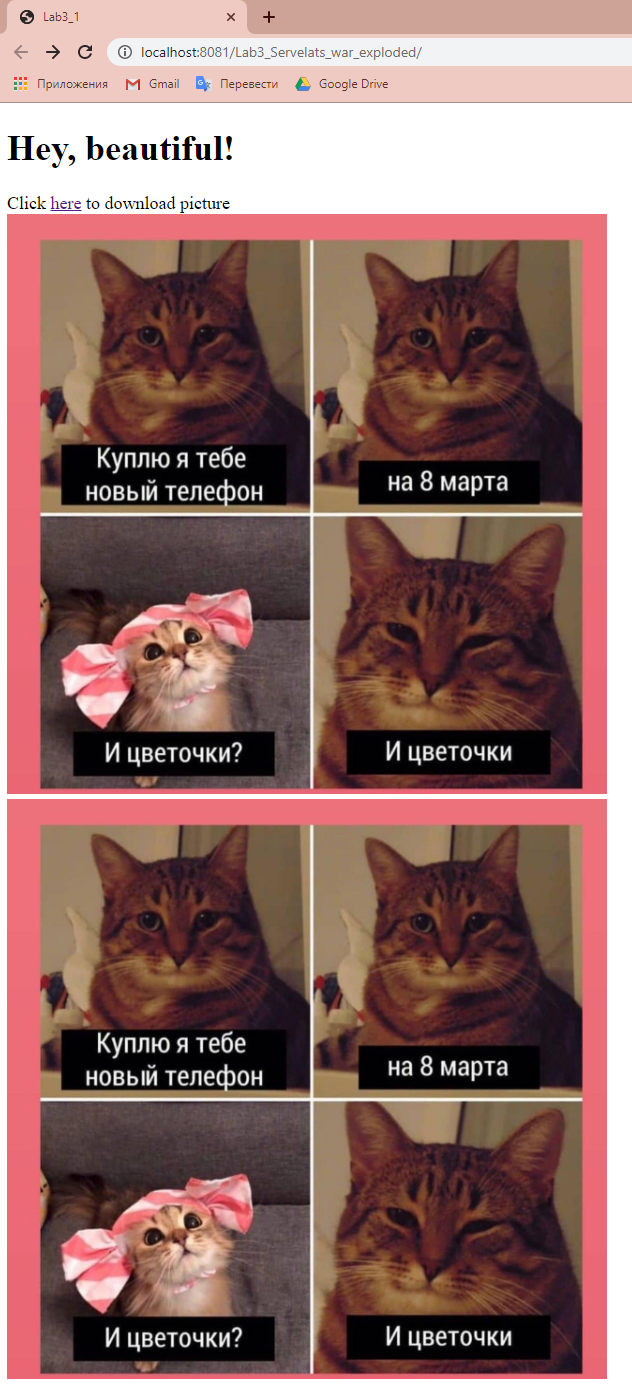 Lab3_1
localhost:8081/Lab3_Servelats_war_exploded/
Приложения Gmail Перевести Google Drive
Hey, beautiful!
Click here to download picture
Куплю я тебе
новый телефон
на 8 марта
И цветочки?
И цветочки
Куплю я тебе
новый телефон
на 8 марта
И цветочки?
И цветочки